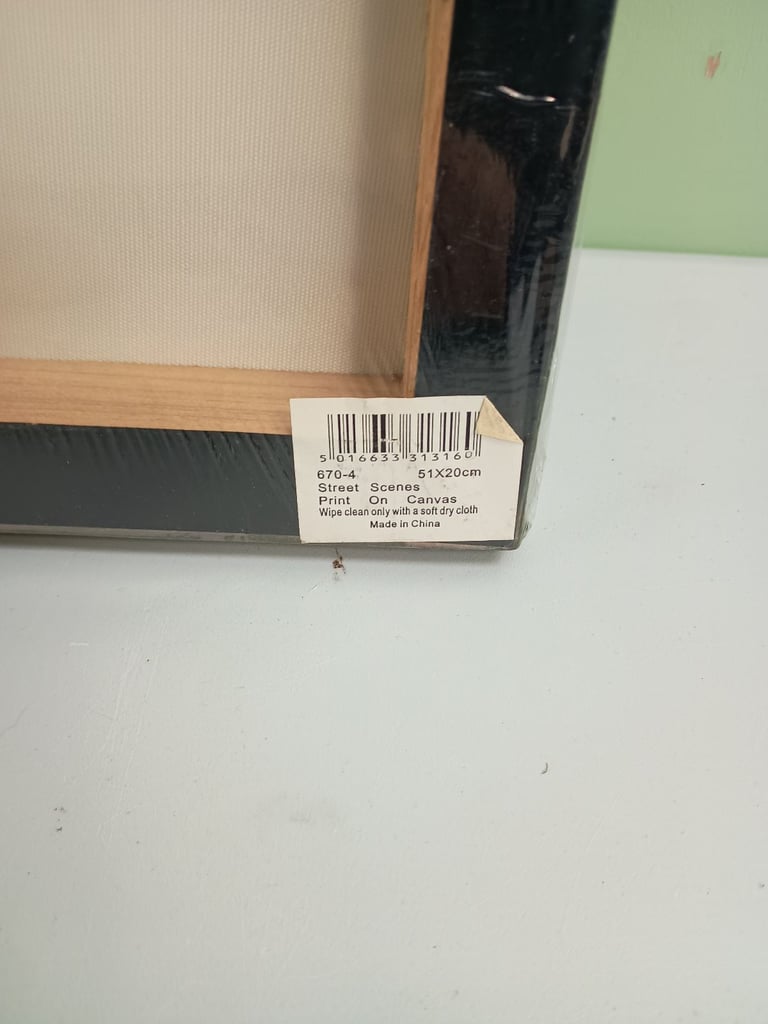 5 016633 313160
670-4 51X20cm
Street Scenes
Print On Canvas
Wipe clean only with a soft dry cloth
Made in China